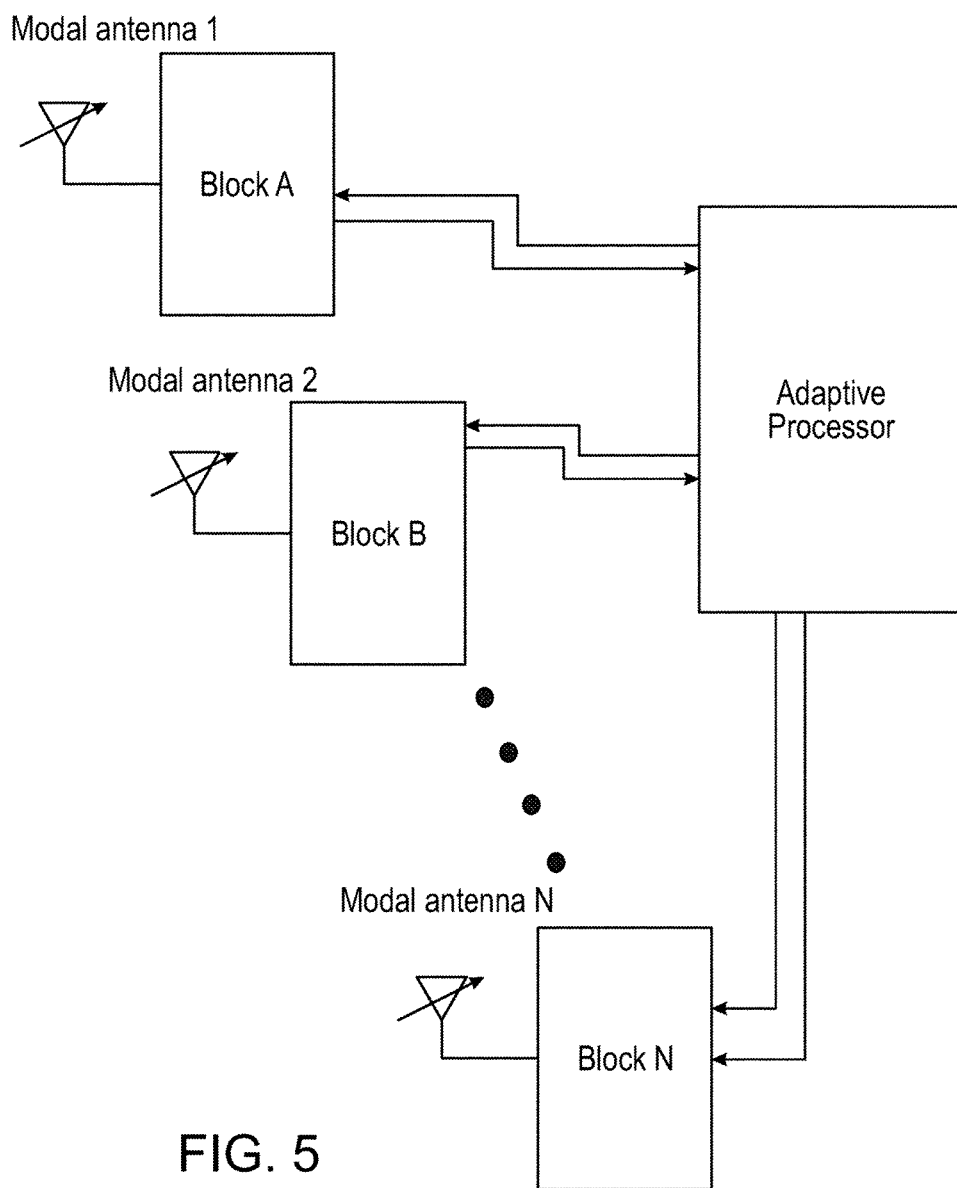 Modal antenna 1
Block A
Modal antenna 2
Block B
Adaptive
Processor
Modal antenna N
Block N
FIG. 5